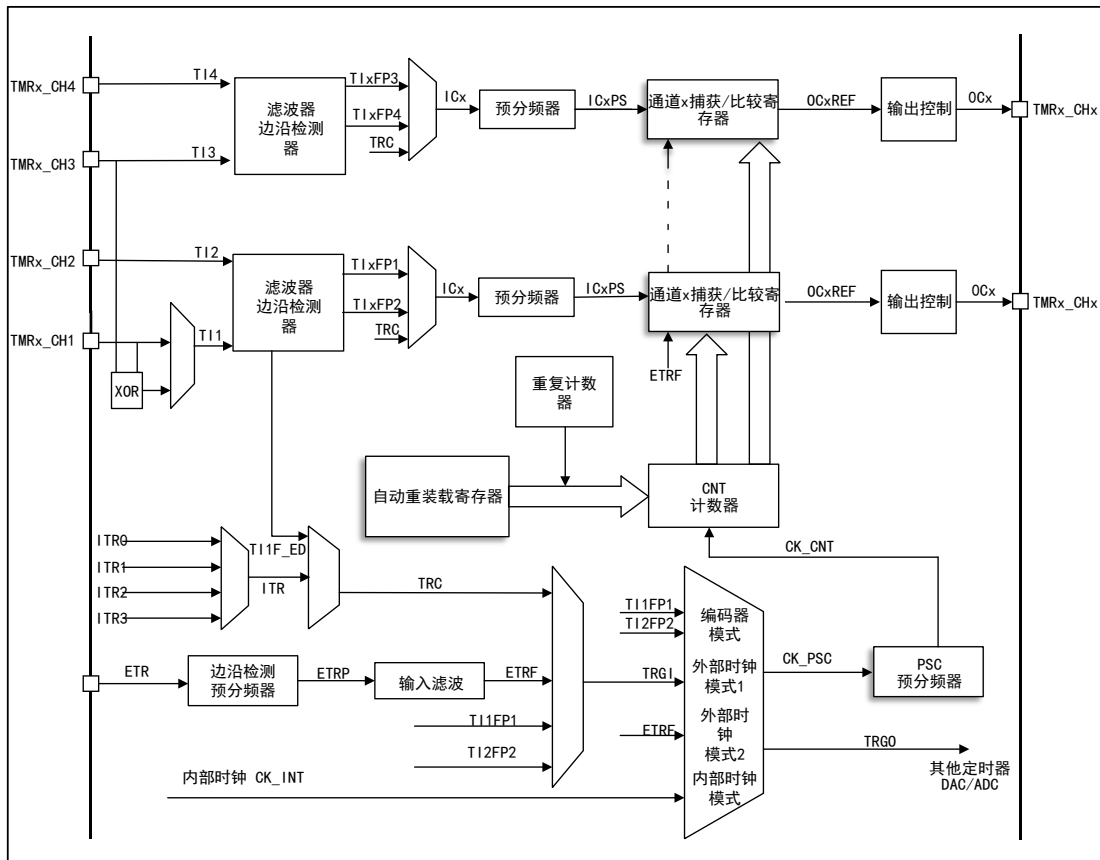 TMRx_CH4
TI4
滤波器
边沿检测
器
TIxFP3
TIxFP4
TRC
ICx
预分频器
ICxPS
通道x捕获/比较寄
存器
OCxREF
输出控制
OCx
TMRx_CHx
TMRx_CH3
TI3
TMRx_CH2
TI2
滤波器
边沿检测
器
TIxFP1
TIxFP2
TRC
ICx
预分频器
ICxPS
通道x捕获/比较寄
存器
OCxREF
输出控制
OCx
TMRx_CHx
TMRx_CH1
TI1
XOR
ETRF
重复计数
器
自动重装载寄存器
CNT
计数器
CK_CNT
ITR0
ITR1
ITR2
ITR3
TI1F_ED
ITR
TRC
TI1FP1
TI2FP2
编码器
模式
ETR
边沿检测
预分频器
ETRP
输入滤波
ETRF
TRGI
外部时钟
模式1
CK_PSC
PSC
预分频器
TI1FP1
TI2FP2
ETRF
外部时
钟
模式2
TRGO
其他定时器
DAC/ADC
内部时钟 CK_INT
内部时钟
模式